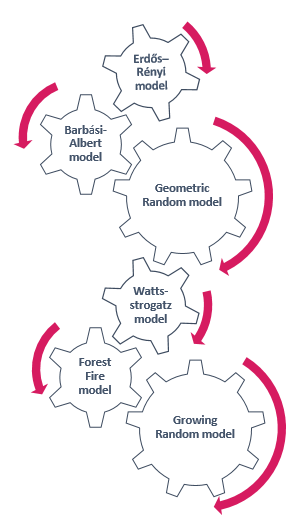 Erdős–
Rényi
model
Barbási-
Albert
model
Geometric
Random model
Watts-
strogatz
model
Forest
Fire
model
Growing
Random model